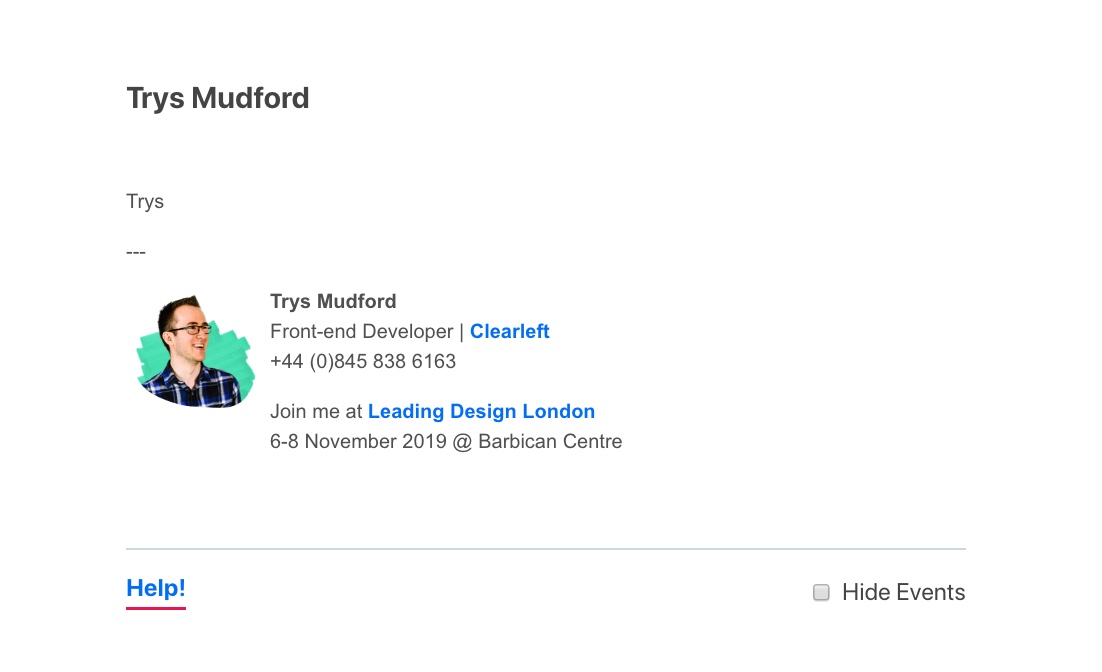 Trys Mudford
Trys
---
Trys Mudford
Front-end Developer | Clearleft
+44 (0)845 838 6163
Join me at Leading Design London
6-8 November 2019 @ Barbican Centre
Help!
Hide Events